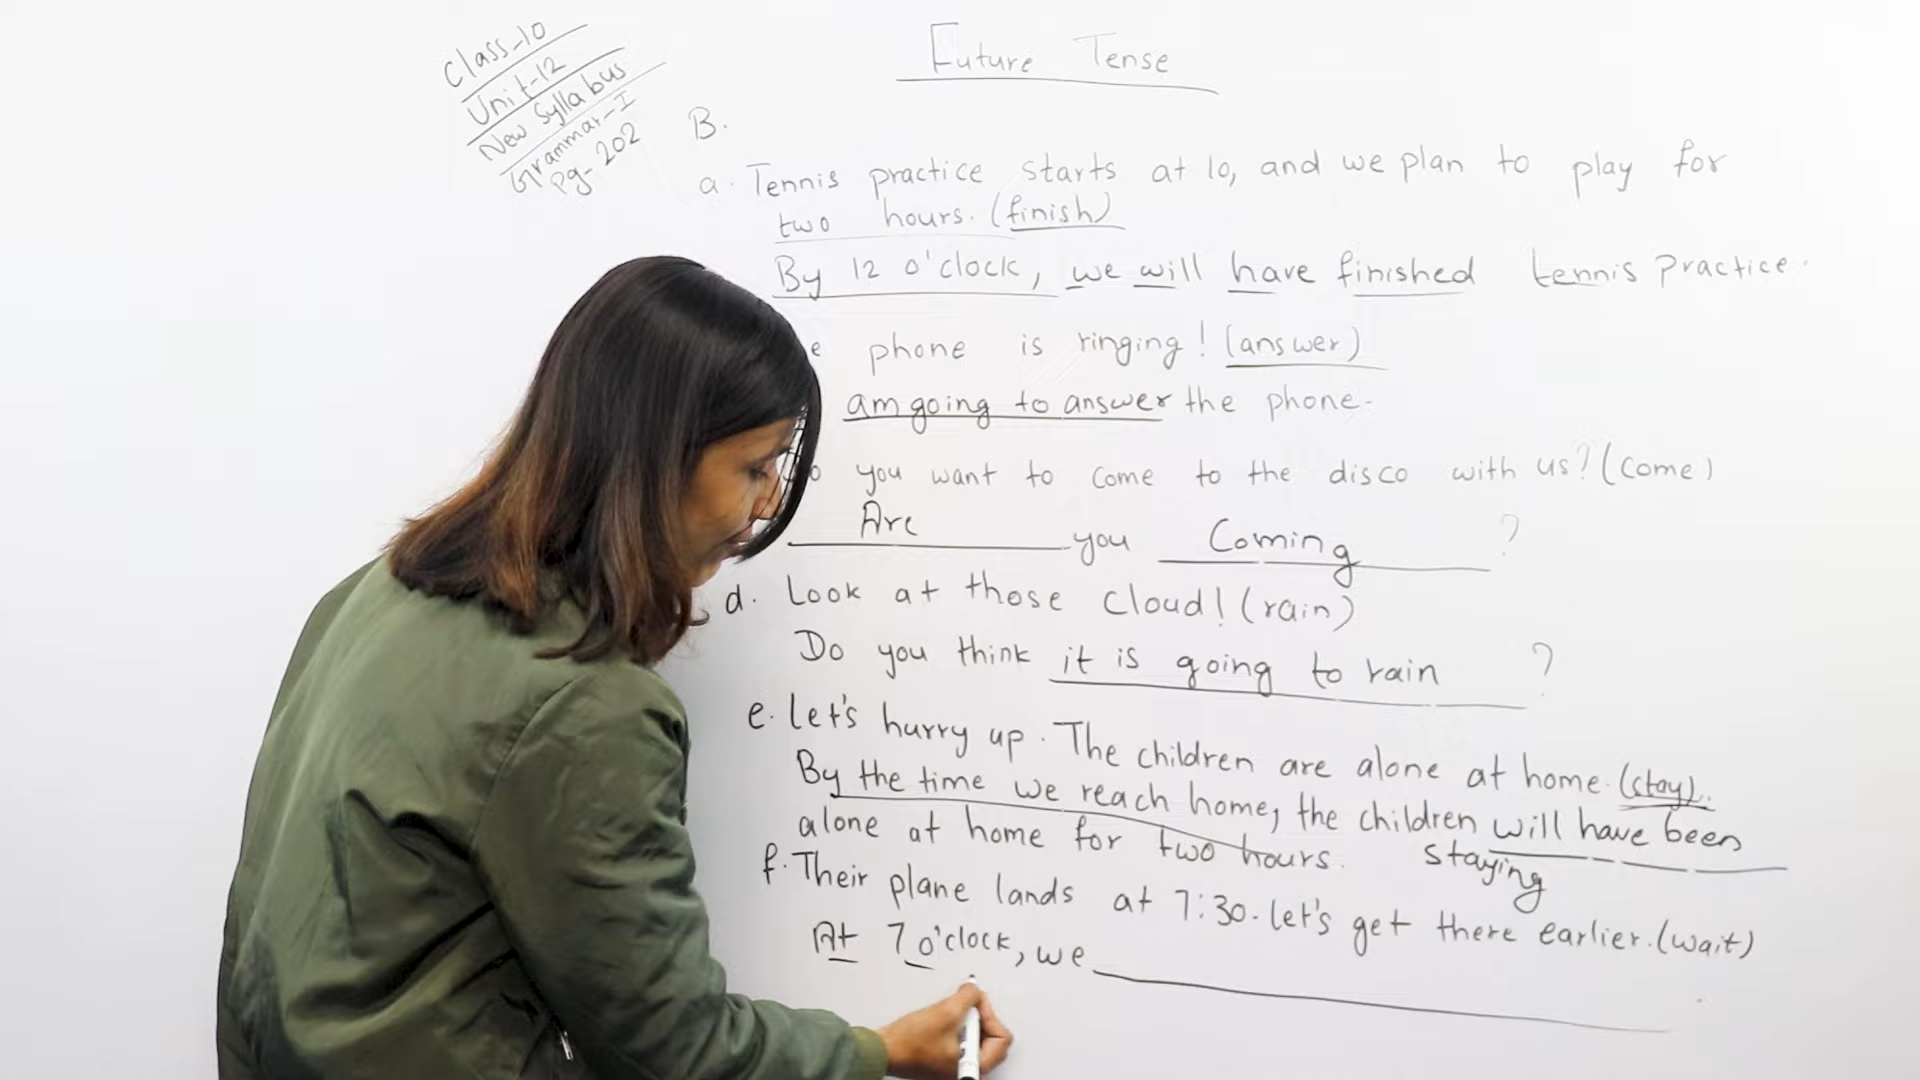 Class-10
Unit-12
New Syllabus
Grammar-I
Pg-202
Future Tense
B.
a. Tennis practice starts at 10, and we plan to play for
two hours. (finish)
By 12 o'clock, we will have finished tennis practice.
phone is ringing! (answer)
am going to answer the phone.
you want to come to the disco with us? (come)
Are you Coming ?
d. Look at those cloud! (rain)
Do you think it is going to rain ?
e. Let's hurry up. The children are alone at home. (stay).
By the time we reach home, the children will have been
alone at home for two hours. staying
f. Their plane lands at 7:30. let's get there earlier. (wait)
At 7 o'clock, we